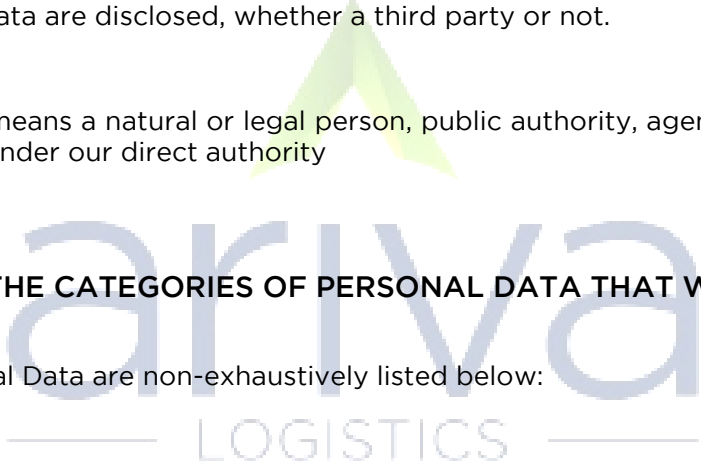 ata are disclosed, whether a third party or not.
means a natural or legal person, public authority, agen
nder our direct authority
THE CATEGORIES OF PERSONAL DATA THAT W
al Data are non-exhaustively listed below:
ariva
LOGISTICS